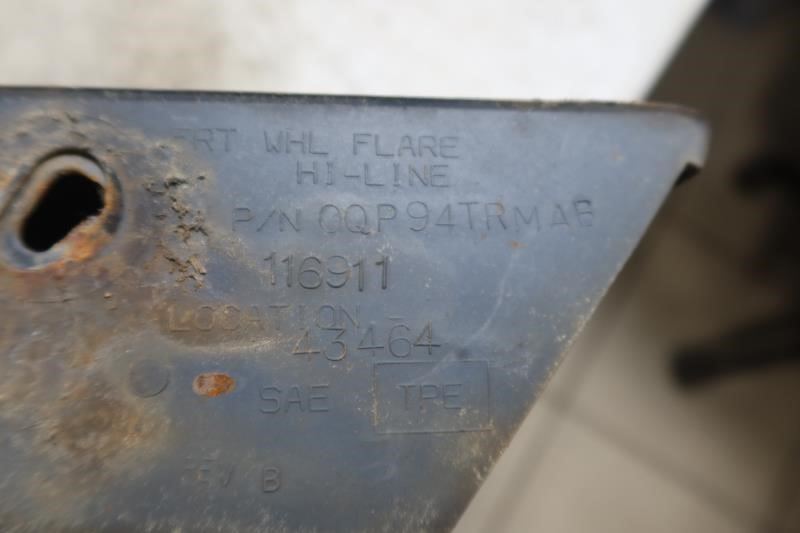 FRT WHL FLARE
HI-LINE
P/N 0QP94TRMAB
116911
LOCATION -
43464
SAE TPE
REV B